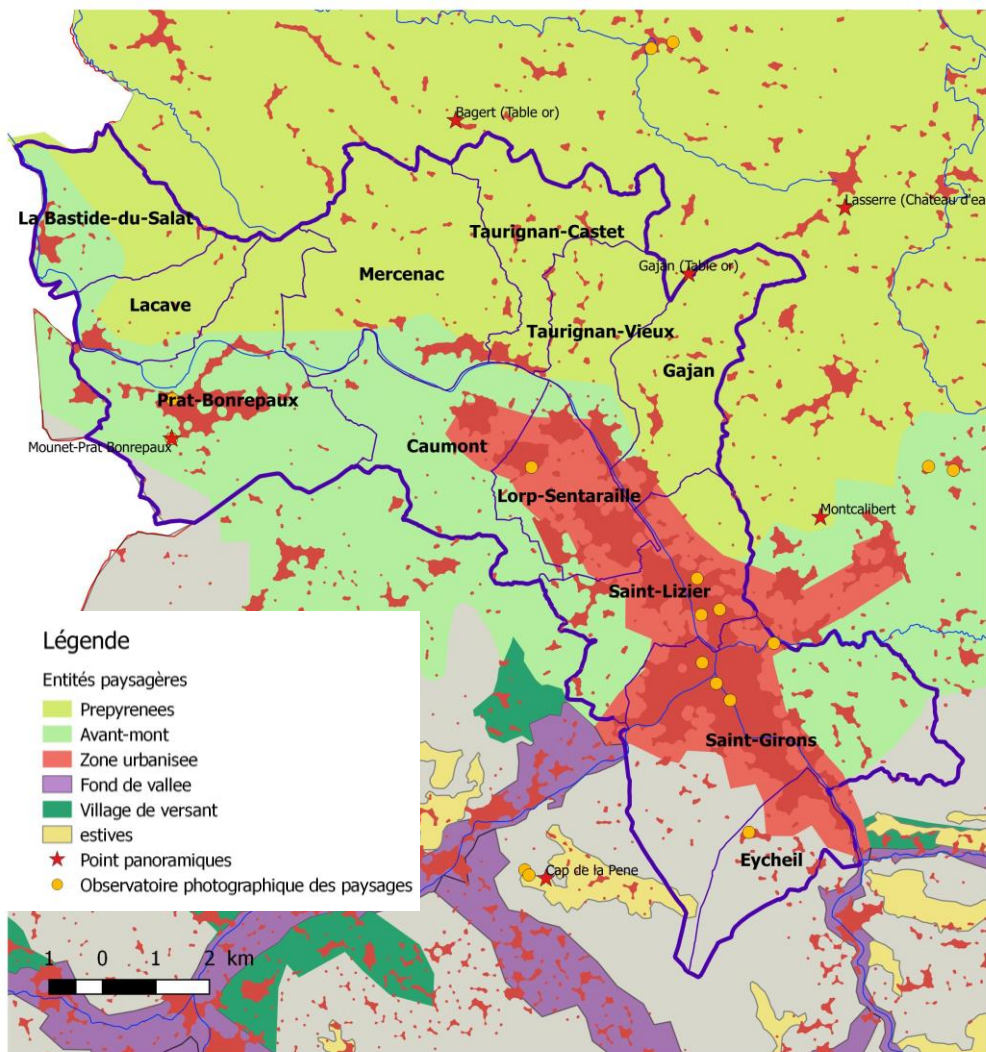 Bagert (Table or)
Lasserre (Chateau d'ea
La Bastide-du-Salat
Taurignan-Castet
Mercenac
Gajan (Table or)
Lacave
Taurignan-Vieux
Gajan
Prat-Bonrepaux
Mounet-Prat-Bonrepaux
Caumont
Lorp-Sentaraille
Montcalibert
Saint-Lizier
Saint-Girons
Eycheil
Cap de la Pene
Légende
Entités paysagères
Prepyrenees
Avant-mont
Zone urbanisee
Fond de vallee
Village de versant
estives
Point panoramiques
Observatoire photographique des paysages
1 0 1 2 km